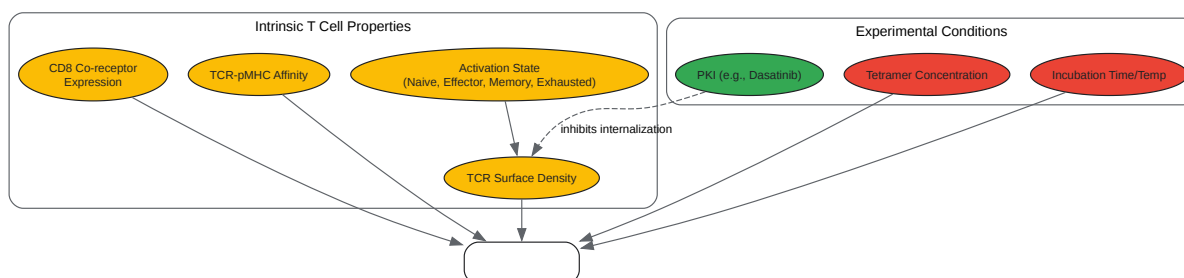 Intrinsic T Cell Properties
Experimental Conditions
CD8 Co-receptor
Expression
TCR-pMHC Affinity
Activation State
(Naive, Effector, Memory, Exhausted)
PKI (e.g., Dasatinib)
Tetramer Concentration
Incubation Time/Temp
inhibits internalization
TCR Surface Density